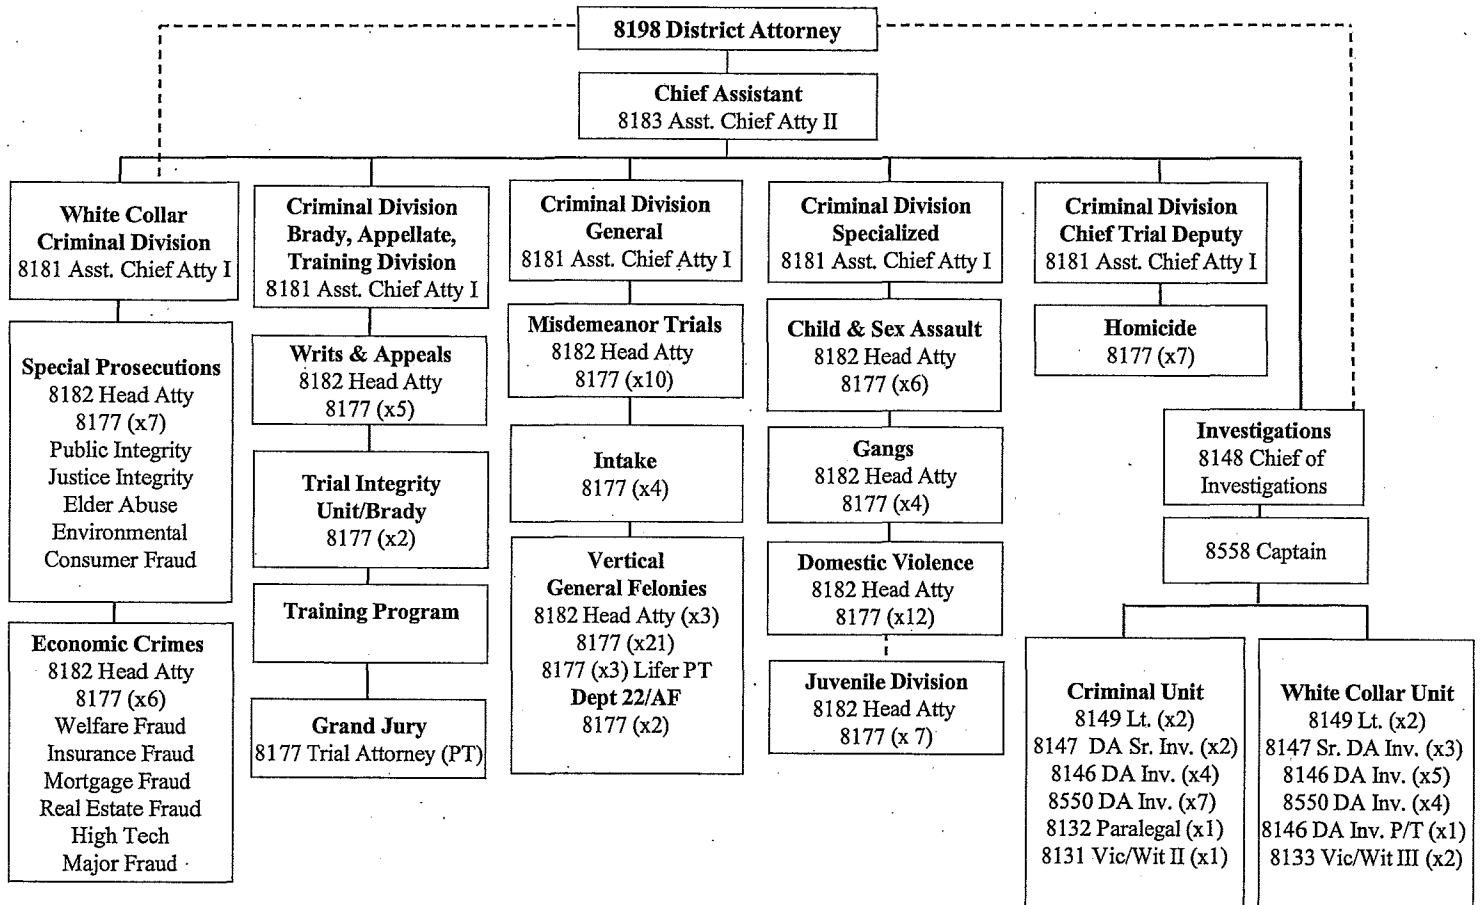 8198 District Attorney
Chief Assistant
8183 Asst. Chief Atty II
White Collar
Criminal Division
8181 Asst. Chief Atty I
Special Prosecutions
8182 Head Atty
8177 (x7)
Public Integrity
Justice Integrity
Elder Abuse
Environmental
Consumer Fraud
Economic Crimes
8182 Head Atty
8177 (x6)
Welfare Fraud
Insurance Fraud
Mortgage Fraud
Real Estate Fraud
High Tech
Major Fraud
Criminal Division
Brady, Appellate,
Training Division
8181 Asst. Chief Atty I
Writs & Appeals
8182 Head Atty
8177 (x5)
Trial Integrity
Unit/Brady
8177 (x2)
Training Program
Grand Jury
8177 Trial Attorney (PT)
Criminal Division
General
8181 Asst. Chief Atty I
Misdemeanor Trials
8182 Head Atty
8177 (x10)
Intake
8177 (x4)
Vertical
General Felonies
8182 Head Atty (x3)
8177 (x21)
8177 (x3) Lifer PT
Dept 22/AF
8177 (x2)
Criminal Division
Specialized
8181 Asst. Chief Atty I
Child & Sex Assault
8182 Head Atty
8177 (x6)
Gangs
8182 Head Atty
8177 (x4)
Domestic Violence
8182 Head Atty
8177 (x12)
Juvenile Division
8182 Head Atty
8177 (x 7)
Criminal Division
Chief Trial Deputy
8181 Asst. Chief Atty I
Homicide
8177 (x7)
Investigations
8148 Chief of
Investigations
8558 Captain
Criminal Unit
8149 Lt. (x2)
8147 DA Sr. Inv. (x2)
8146 DA Inv. (x4)
8550 DA Inv. (x7)
8132 Paralegal (x1)
8131 Vic/Wit II (x1)
White Collar Unit
8149 Lt. (x2)
8147 Sr. DA Inv. (x3)
8146 DA Inv. (x5)
8550 DA Inv. (x4)
8146 DA Inv. P/T (x1)
8133 Vic/Wit III (x2)